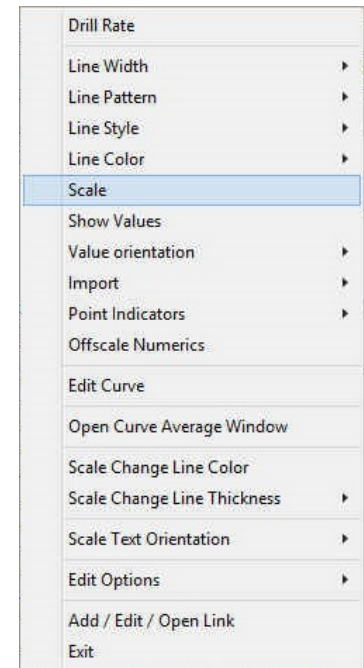 Drill Rate
Line Width
Line Pattern
Line Style
Line Color
Scale
Show Values
Value orientation
Import
Point Indicators
Offscale Numerics
Edit Curve
Open Curve Average Window
Scale Change Line Color
Scale Change Line Thickness
Scale Text Orientation
Edit Options
Add / Edit / Open Link
Exit